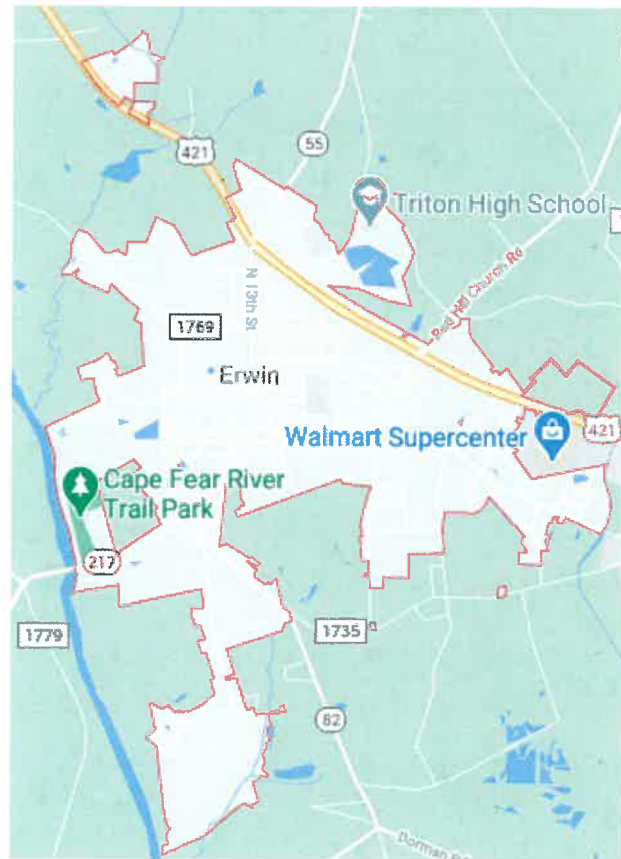 421
55
Triton High School
Red Hill Church Rd
N 13th St
1769
Erwin
421
Walmart Supercenter
Cape Fear River
Trail Park
217
1779
1735
82
Dorman